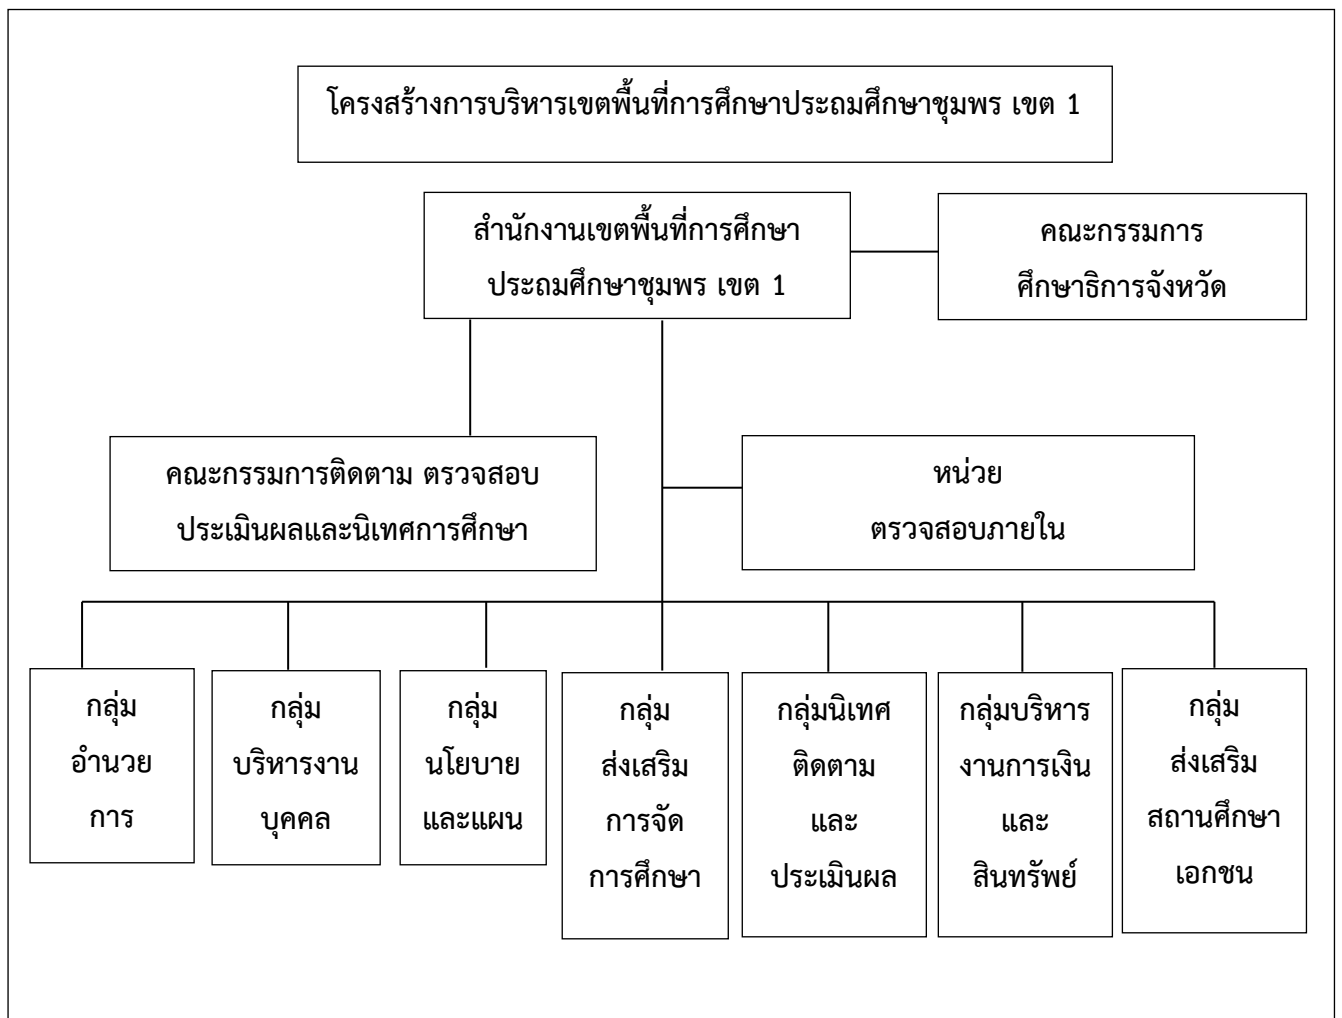 โครงสร้างการบริหารเขตพื้นที่การศึกษาประถมศึกษาชุมพร เขต 1
สำนักงานเขตพื้นที่การศึกษา
ประถมศึกษาชุมพร เขต 1
คณะกรรมการ
ศึกษาธิการจังหวัด
คณะกรรมการติดตาม ตรวจสอบ
ประเมินผลและนิเทศการศึกษา
หน่วย
ตรวจสอบภายใน
กลุ่ม
อำนวย
การ
กลุ่ม
บริหารงาน
บุคคล
กลุ่ม
นโยบาย
และแผน
กลุ่ม
ส่งเสริม
การจัด
การศึกษา
กลุ่มนิเทศ
ติดตาม
และ
ประเมินผล
กลุ่มบริหาร
งานการเงิน
และ
สินทรัพย์
กลุ่ม
ส่งเสริม
สถานศึกษา
เอกชน